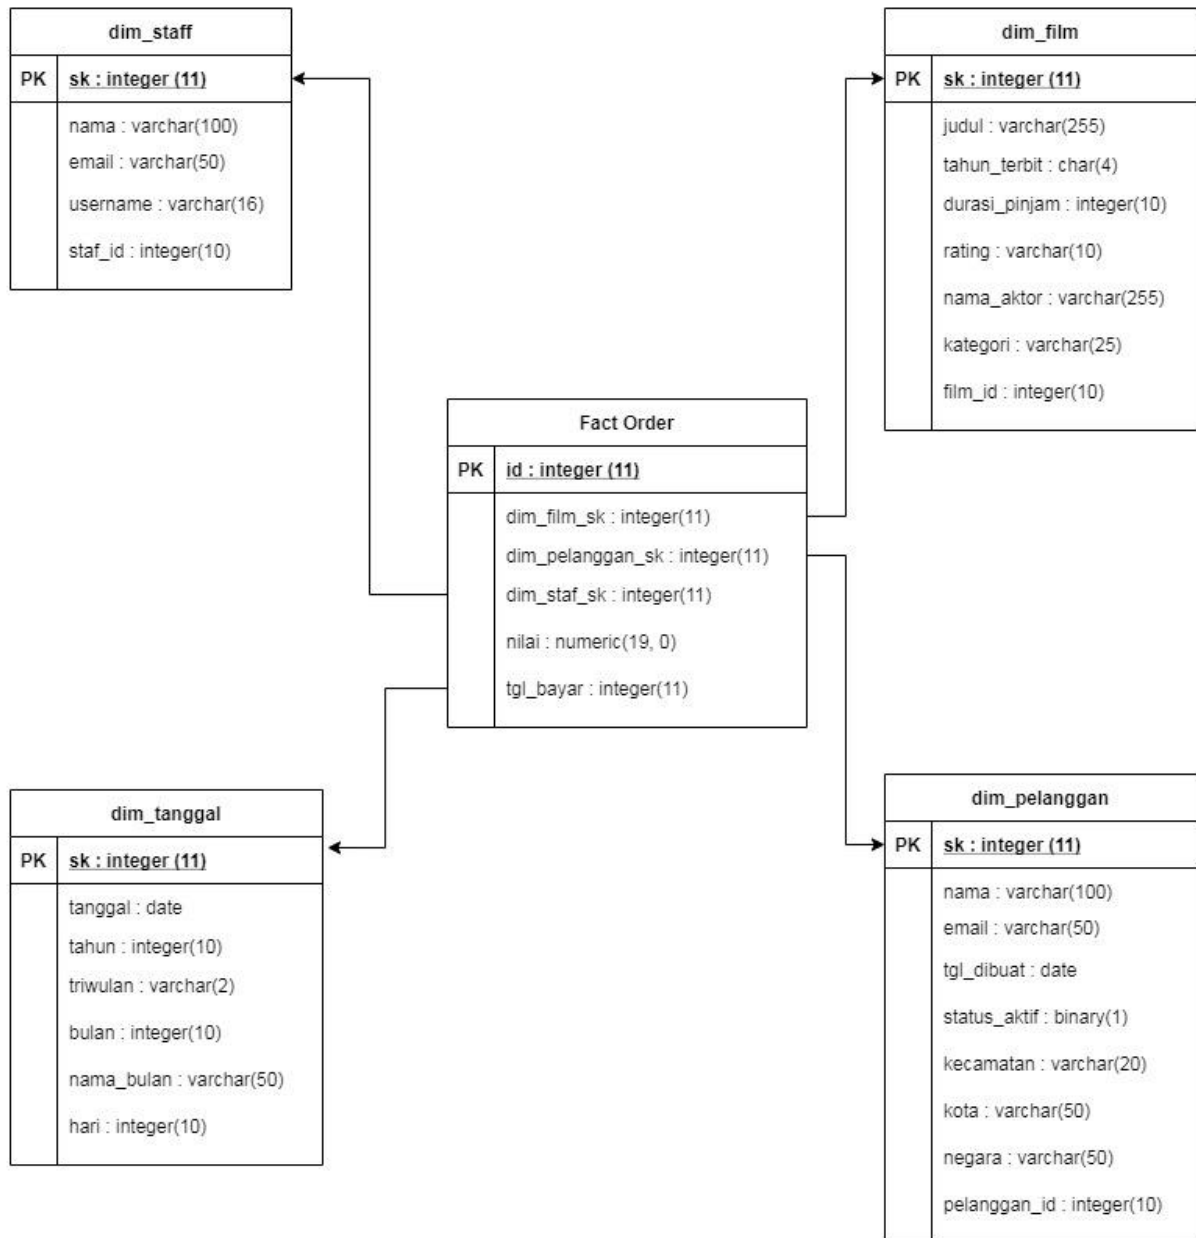 dim_staff
PK sk : integer (11)
nama : varchar(100)
email : varchar(50)
username : varchar(16)
staf_id : integer(10)
dim_film
PK sk : integer (11)
judul : varchar(255)
tahun_terbit : char(4)
durasi_pinjam : integer(10)
rating : varchar(10)
nama_aktor : varchar(255)
kategori : varchar(25)
film_id : integer(10)
Fact Order
PK id : integer (11)
dim_film_sk : integer(11)
dim_pelanggan_sk : integer(11)
dim_staf_sk : integer(11)
nilai : numeric(19, 0)
tgl_bayar : integer(11)
dim_tanggal
PK sk : integer (11)
tanggal : date
tahun : integer(10)
triwulan : varchar(2)
bulan : integer(10)
nama_bulan : varchar(50)
hari : integer(10)
dim_pelanggan
PK sk : integer (11)
nama : varchar(100)
email : varchar(50)
tgl_dibuat : date
status_aktif : binary(1)
kecamatan : varchar(20)
kota : varchar(50)
negara : varchar(50)
pelanggan_id : integer(10)